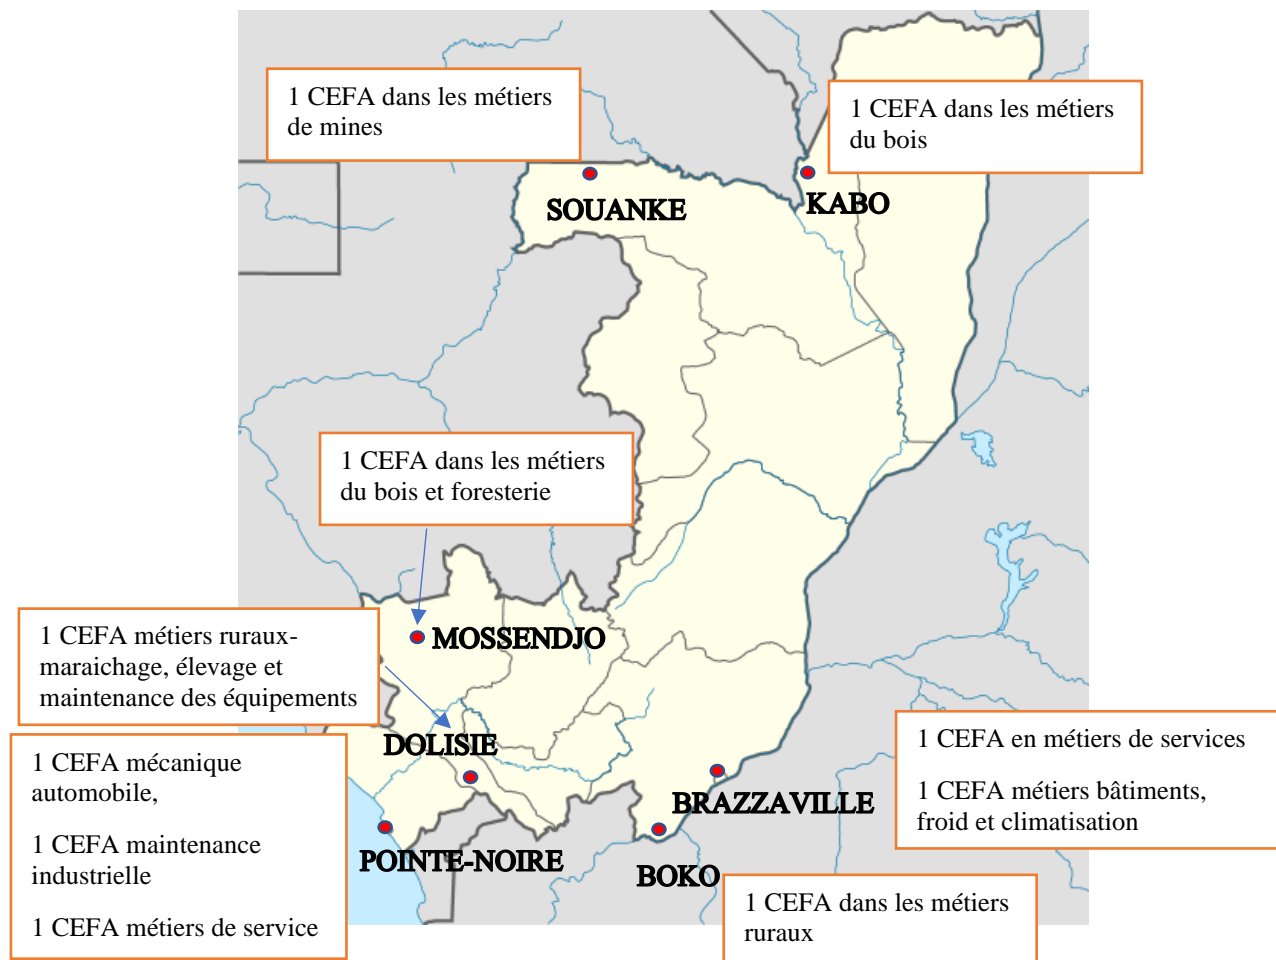 1 CEFA dans les métiers
de mines
1 CEFA dans les métiers
du bois
SOUANKE
KABO
1 CEFA dans les métiers
du bois et foresterie
MOSSENDJO
1 CEFA métiers ruraux-
maraichage, élevage et
maintenance des équipements
DOLISIE
1 CEFA mécanique
automobile,
1 CEFA maintenance
industrielle
1 CEFA métiers de service
POINTE-NOIRE
BRAZZAVILLE
1 CEFA en métiers de services
1 CEFA métiers bâtiments,
froid et climatisation
BOKO
1 CEFA dans les métiers
ruraux